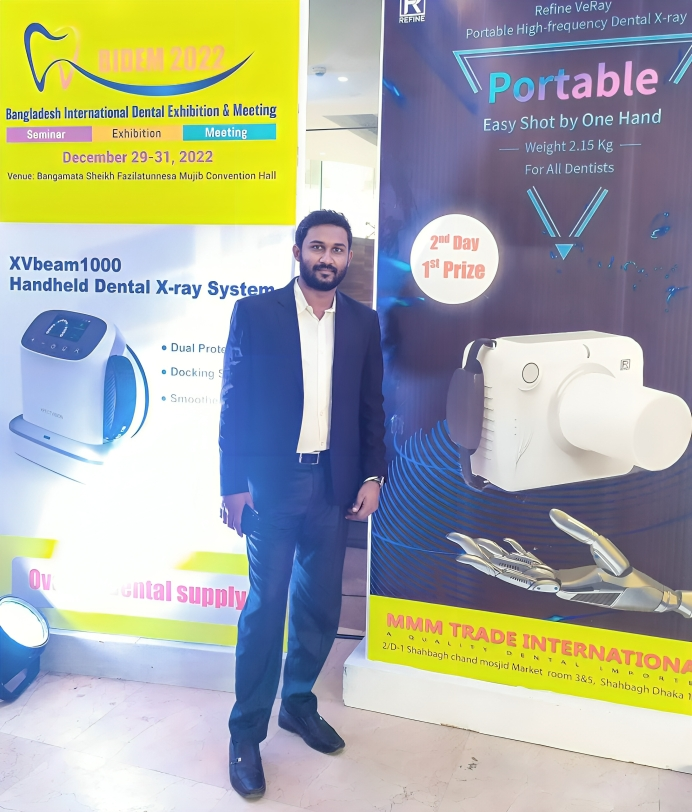 BIDEM 2022
Bangladesh International Dental Exhibition & Meeting
Seminar Exhibition Meeting
December 29-31, 2022
Venue: Bangamata Sheikh Fazilatunnesa Mujib Convention Hall
XVbeam1000
Handheld Dental X-ray System
• Dual
• Docking
• Smoothe
ental supply
R
REFINE
Refine VeRay
Portable High-frequency Dental X-ray
Portable
Easy Shot by One Hand
Weight 2.15 Kg
For All Dentists
2nd Day
1st Prize
MMM TRADE INTERNATIONA
A QUALITY DENTAL IMPORTE
2/D-1 Shahbagh chand mosjid Market room 3&5, Shahbagh Dhaka 1